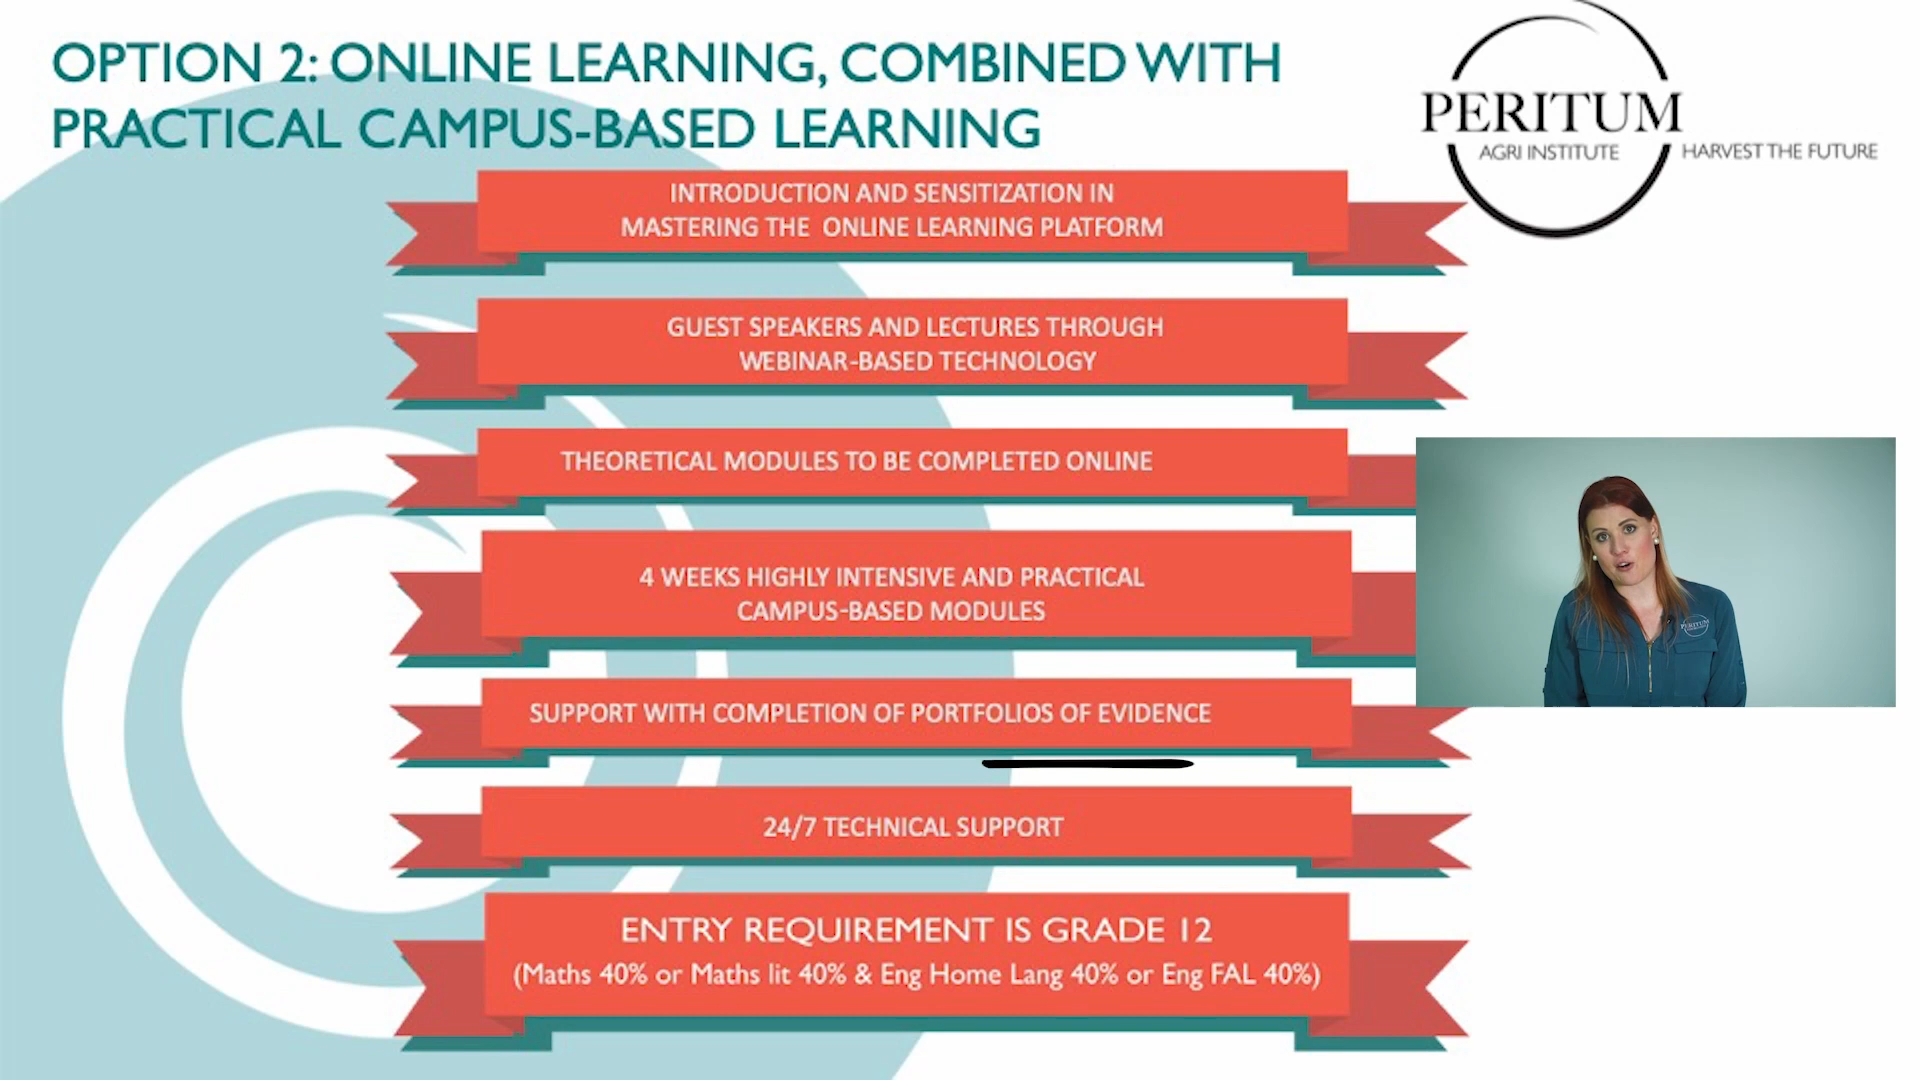 OPTION 2: ONLINE LEARNING, COMBINED WITH
PRACTICAL CAMPUS-BASED LEARNING
PERITUM
AGRI INSTITUTE
HARVEST THE FUTURE
INTRODUCTION AND SENSITIZATION IN
MASTERING THE ONLINE LEARNING PLATFORM
GUEST SPEAKERS AND LECTURES THROUGH
WEBINAR-BASED TECHNOLOGY
THEORETICAL MODULES TO BE COMPLETED ONLINE
4 WEEKS HIGHLY INTENSIVE AND PRACTICAL
CAMPUS-BASED MODULES
PERITUM
SUPPORT WITH COMPLETION OF PORTFOLIOS OF EVIDENCE
24/7 TECHNICAL SUPPORT
ENTRY REQUIREMENT IS GRADE 12
(Maths 40% or Maths lit 40% & Eng Home Lang 40% or Eng FAL 40%)